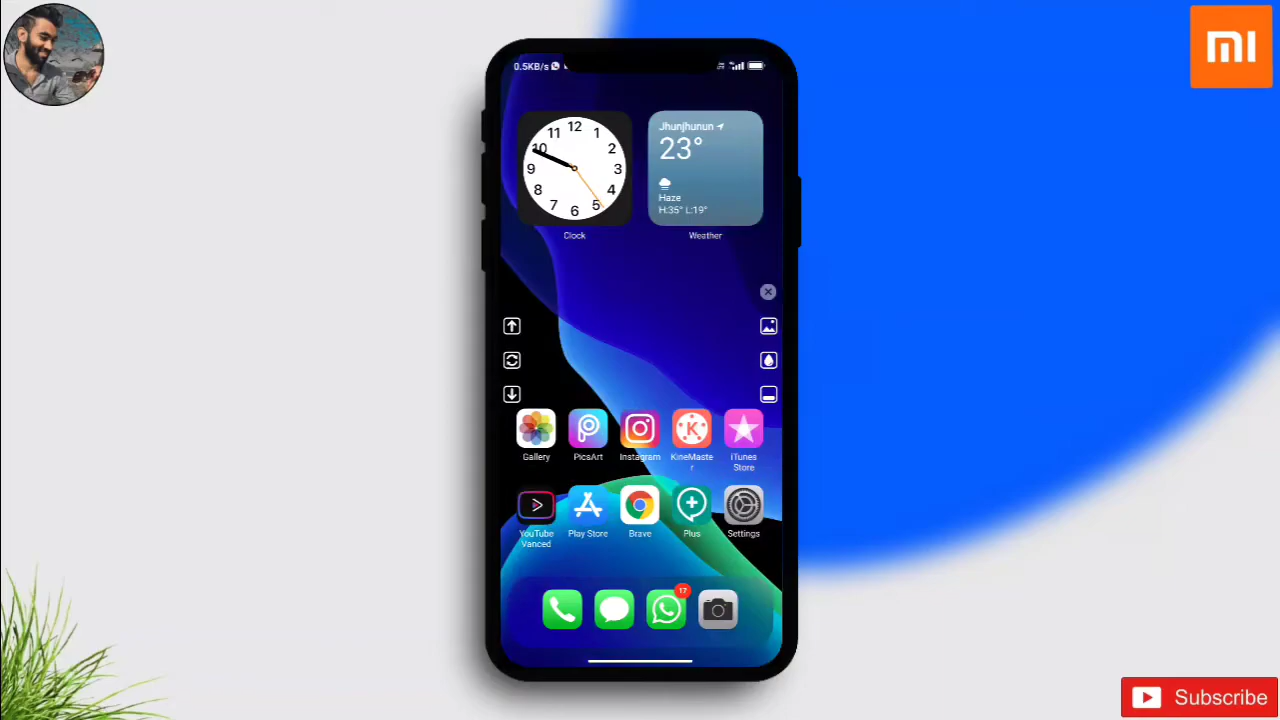 mi
0.5KB/s
12
11
1
10
2
9
3
8
4
7
5
6
Clock
Jhunjhunun
23°
Haze
H:35° L:19°
Weather
Gallery
PicsArt
Instagram
KineMaste
r
iTunes
Store
YouTube
Vanced
Play Store
Brave
Plus
Settings
17
Subscribe